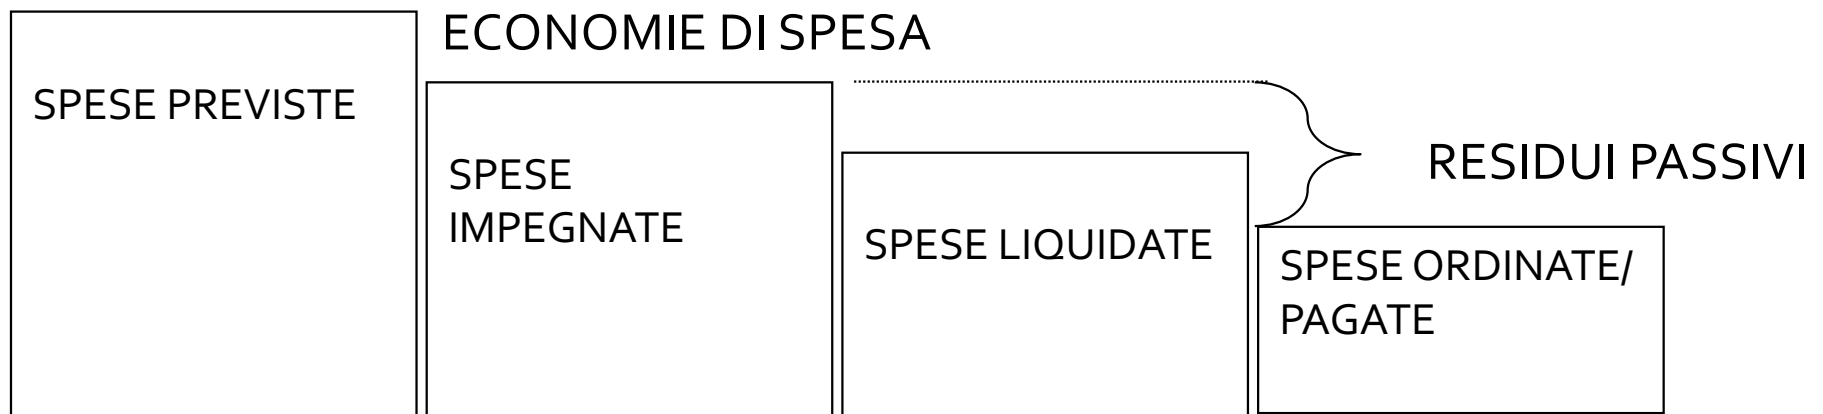 ECONOMIE DI SPESA
SPESE PREVISTE
SPESE
IMPEGNATE
SPESE LIQUIDATE
RESIDUI PASSIVI
SPESE ORDINATE/
PAGATE